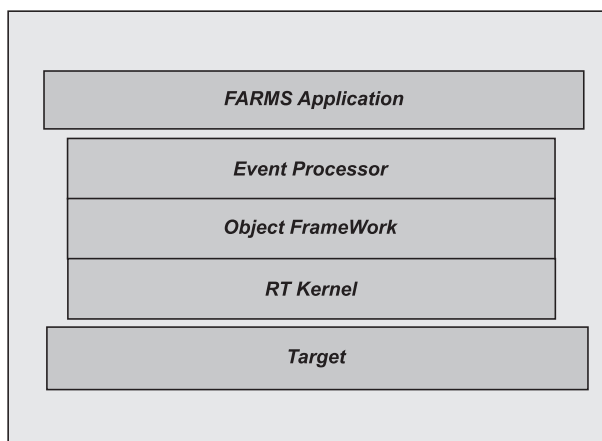 FARMS Application
Event Processor
Object FrameWork
RT Kernel
Target